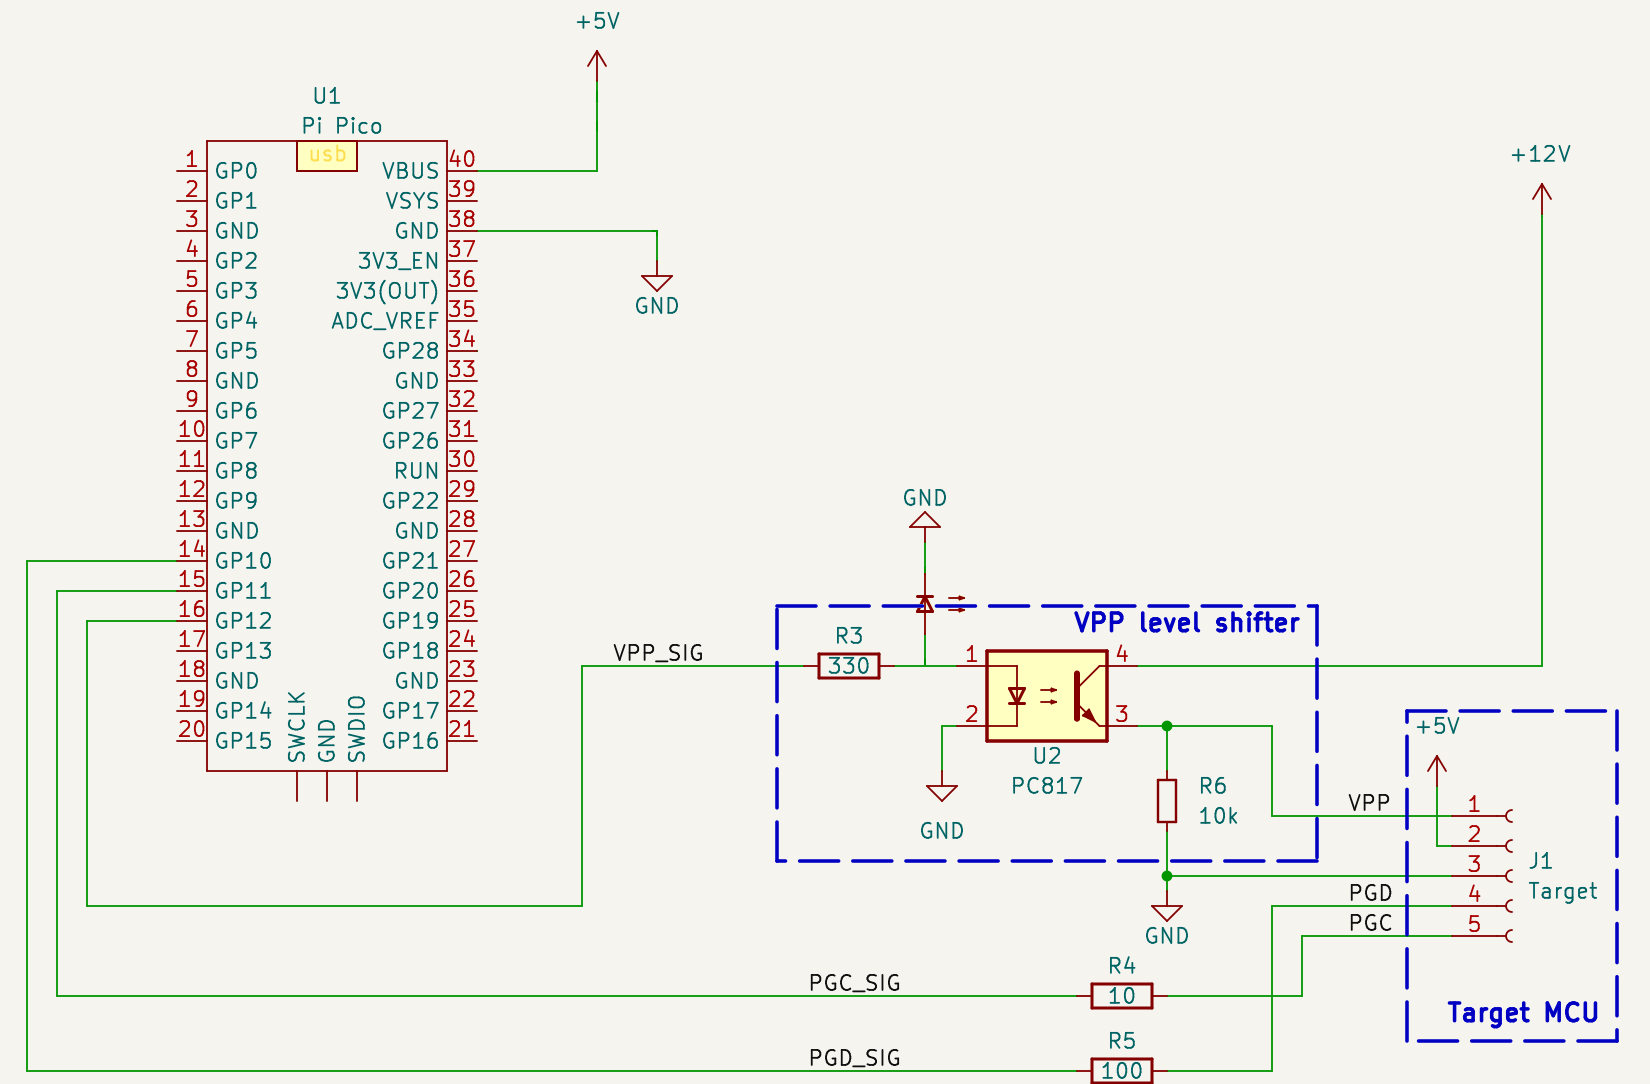 +5V
U1
Pi Pico
usb
+12V
1 GP0 VBUS 40
2 GP1 VSYS 39
3 GND GND 38
4 GP2 3V3_EN 37
5 GP3 3V3(OUT) 36
6 GP4 ADC_VREF 35
7 GP5 GP28 34
8 GND GND 33
9 GP6 GP27 32
10 GP7 GP26 31
11 GP8 RUN 30
12 GP9 GP22 29
13 GND GND 28
14 GP10 GP21 27
15 GP11 GP20 26
16 GP12 GP19 25
17 GP13 GP18 24
18 GND GND 23
19 GP14 GP17 22
20 GP15 GP16 21
SWCLK
GND
SWDIO
GND
GND
VPP level shifter
VPP_SIG
R3
330
1 4
2 3
U2
PC817
GND
R6
10k
GND
+5V
VPP
1
2
3
PGD
4
PGC
5
J1
Target
Target MCU
PGC_SIG
R4
10
PGD_SIG
R5
100